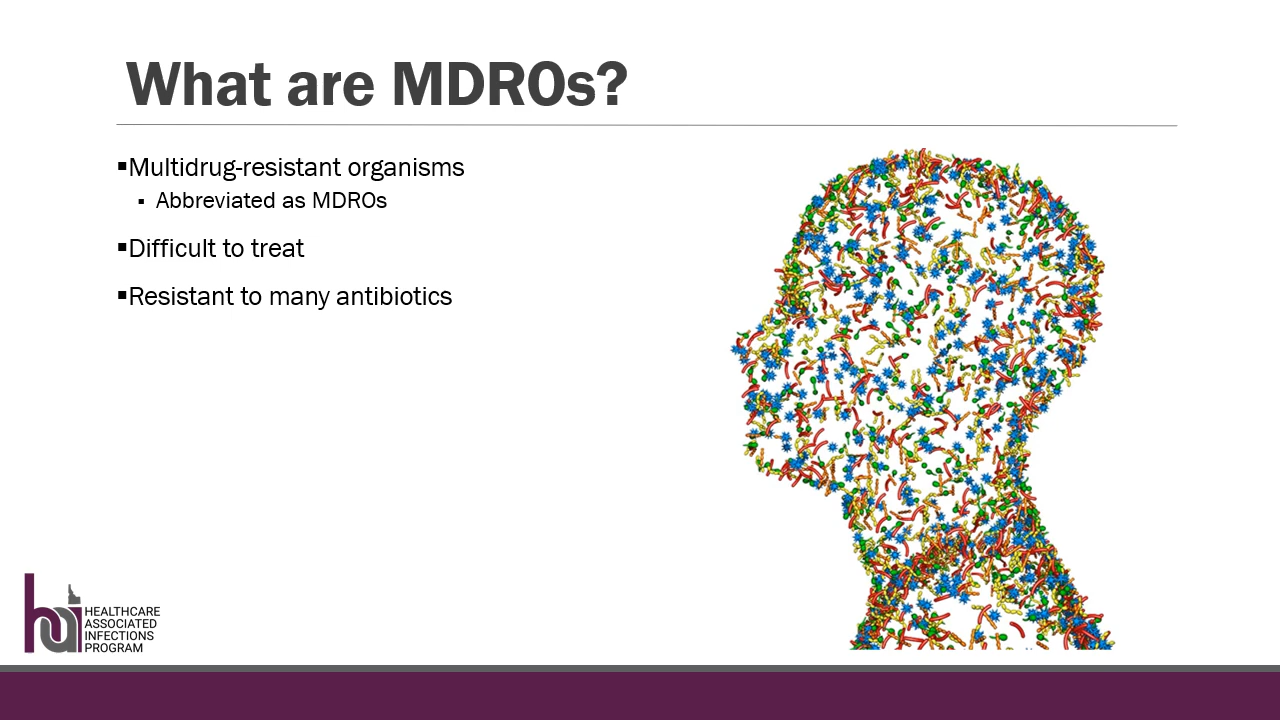 What are MDROs?
▪Multidrug-resistant organisms
▪ Abbreviated as MDROs
▪Difficult to treat
▪Resistant to many antibiotics
hai
HEALTHCARE
ASSOCIATED
INFECTIONS
PROGRAM